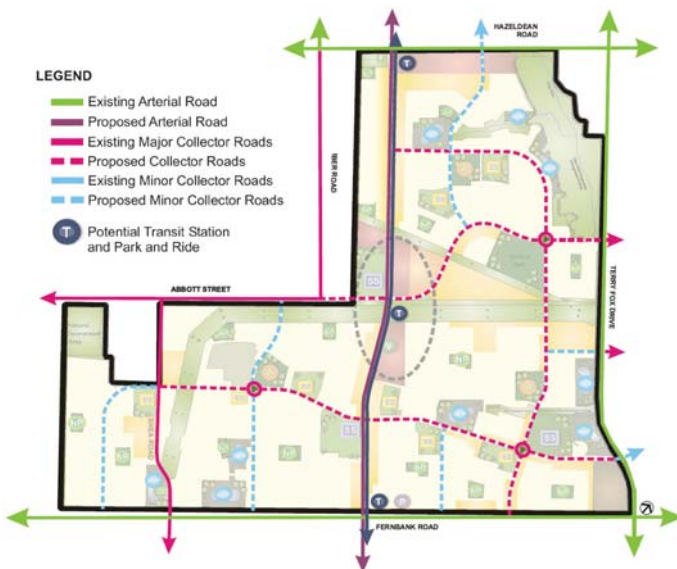 HAZELDEAN
ROAD
LEGEND
Existing Arterial Road
Proposed Arterial Road
Existing Major Collector Roads
Proposed Collector Roads
Existing Minor Collector Roads
Proposed Minor Collector Roads
T
Potential Transit Station
and Park and Ride
T
IBER ROAD
ABBOTT STREET
TERRY FOX DRIVE
T
SHEA ROAD
T
P
FERNBANK ROAD